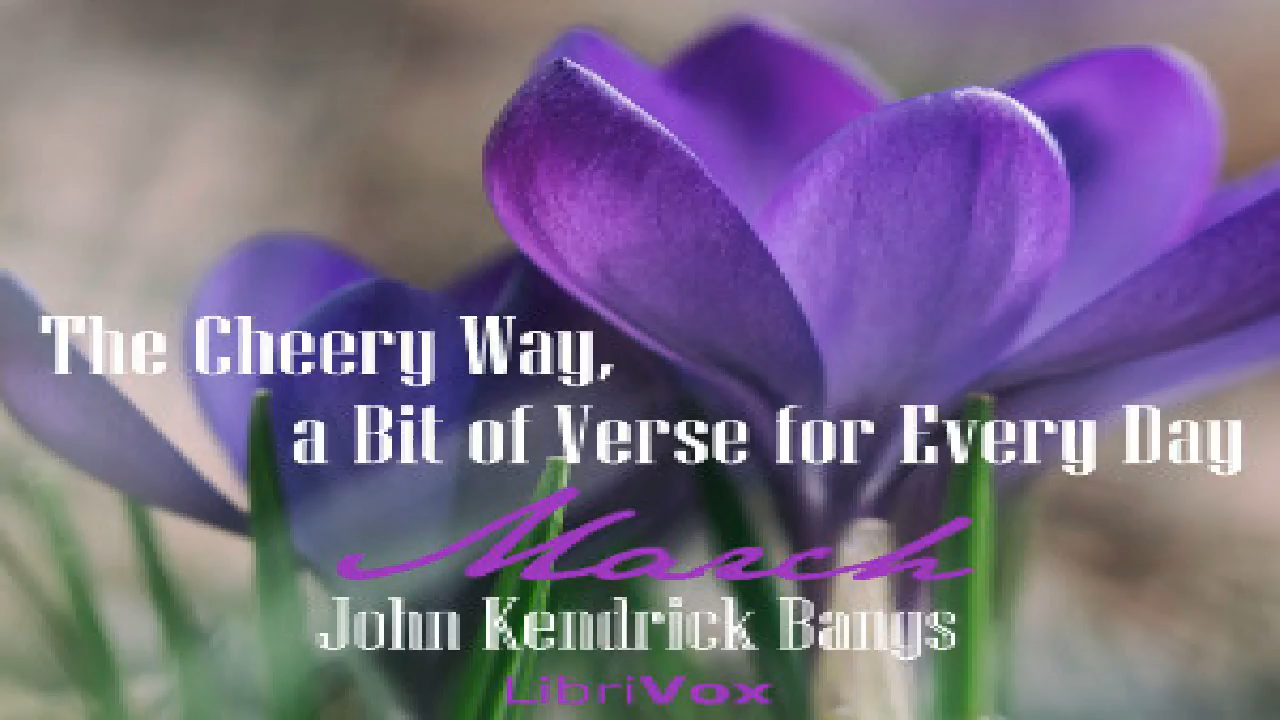 The Cheery Way,
a Bit of Verse for Every Day
March
John Kendrick Bangs
LibriVox